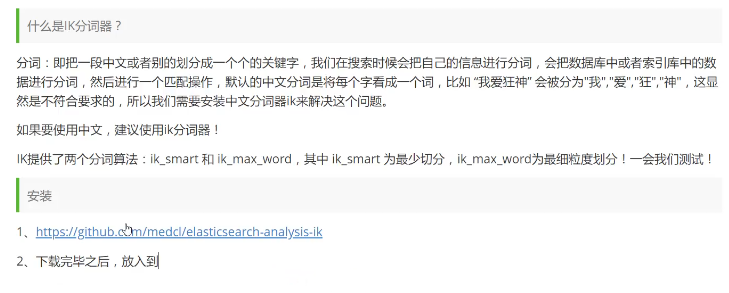 什么是IK分词器？
分词：即把一段中文或者别的划分成一个个的关键字，我们在搜索时候会把自己的信息进行分词，会把数据库中或者索引库中的数
据进行分词，然后进行一个匹配操作，默认的中文分词是将每个字看成一个词，比如 “我爱狂神” 会被分为"我","爱","狂","神"，这显
然是不符合要求的，所以我们需要安装中文分词器ik来解决这个问题。
如果要使用中文，建议使用ik分词器！
IK提供了两个分词算法：ik_smart 和 ik_max_word，其中 ik_smart 为最少切分，ik_max_word为最细粒度划分！一会我们测试！
安装
1、https://github.com/medcl/elasticsearch-analysis-ik
2、下载完毕之后，放入到